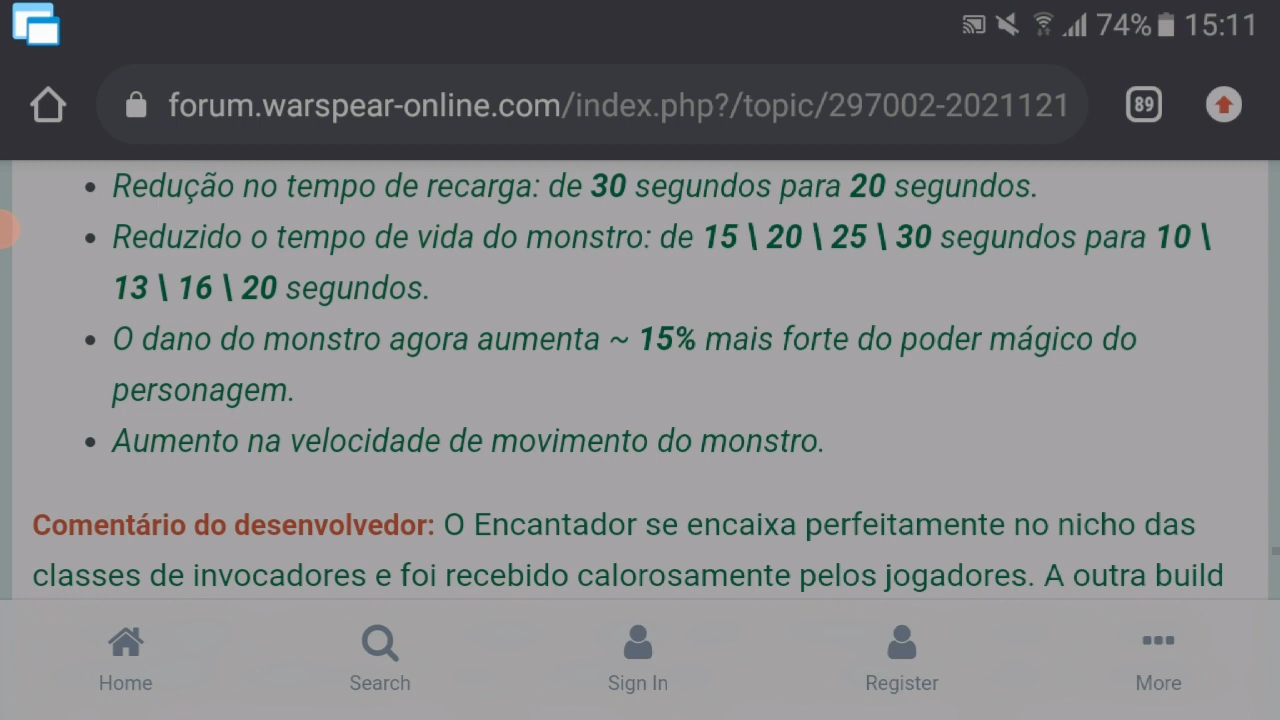 74% 15:11
forum.warspear-online.com/index.php?/topic/297002-2021121
89
• Redução no tempo de recarga: de 30 segundos para 20 segundos.
• Reduzido o tempo de vida do monstro: de 15 \ 20 \ 25 \ 30 segundos para 10 \
13 \ 16 \ 20 segundos.
• O dano do monstro agora aumenta ~ 15% mais forte do poder mágico do
personagem.
• Aumento na velocidade de movimento do monstro.
Comentário do desenvolvedor: O Encantador se encaixa perfeitamente no nicho das
classes de invocadores e foi recebido calorosamente pelos jogadores. A outra build
Home Search Sign In Register More